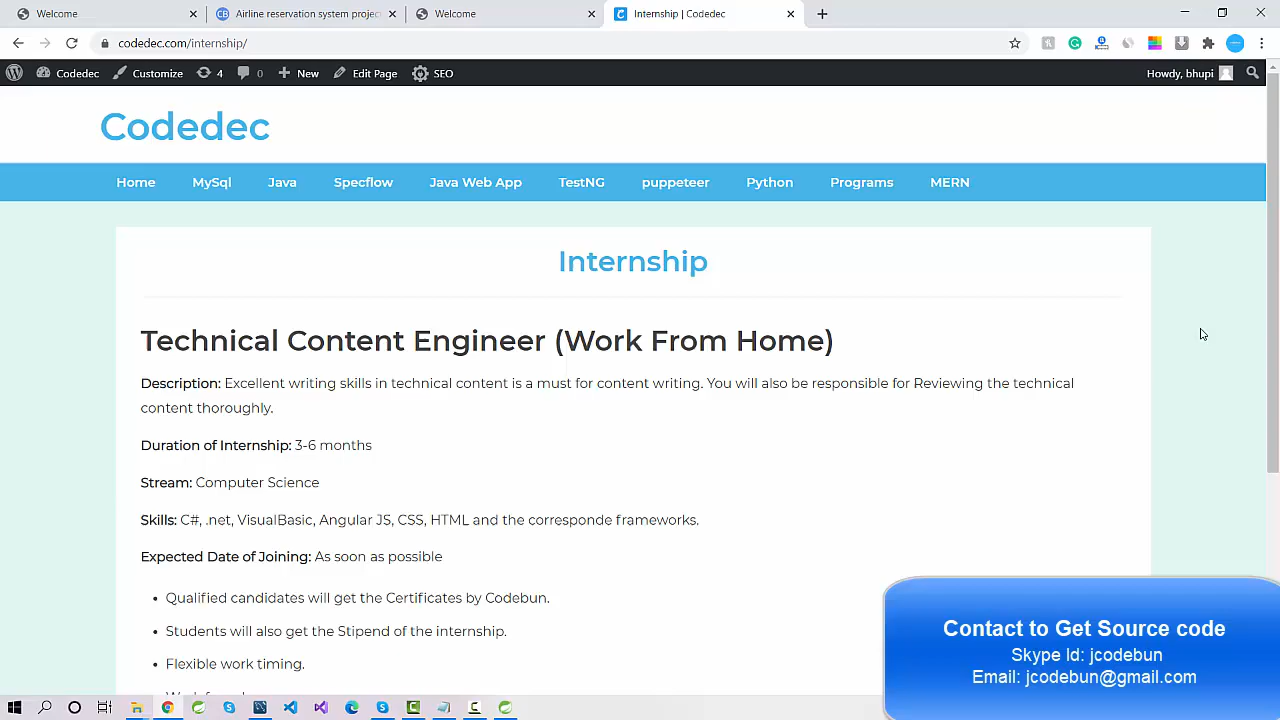 Welcome
Airline reservation system projec
Welcome
Internship | Codedec
codedec.com/internship/
Codedec
Customize
4
0
New
Edit Page
SEO
Howdy, bhupi
Codedec
Home
MySql
Java
Specflow
Java Web App
TestNG
puppeteer
Python
Programs
MERN
Internship
Technical Content Engineer (Work From Home)
Description: Excellent writing skills in technical content is a must for content writing. You will also be responsible for Reviewing the technical
content thoroughly.
Duration of Internship: 3-6 months
Stream: Computer Science
Skills: C#, .net, VisualBasic, Angular JS, CSS, HTML and the corresponde frameworks.
Expected Date of Joining: As soon as possible
• Qualified candidates will get the Certificates by Codebun.
• Students will also get the Stipend of the internship.
• Flexible work timing.
Contact to Get Source code
Skype Id: jcodebun
Email: jcodebun@gmail.com